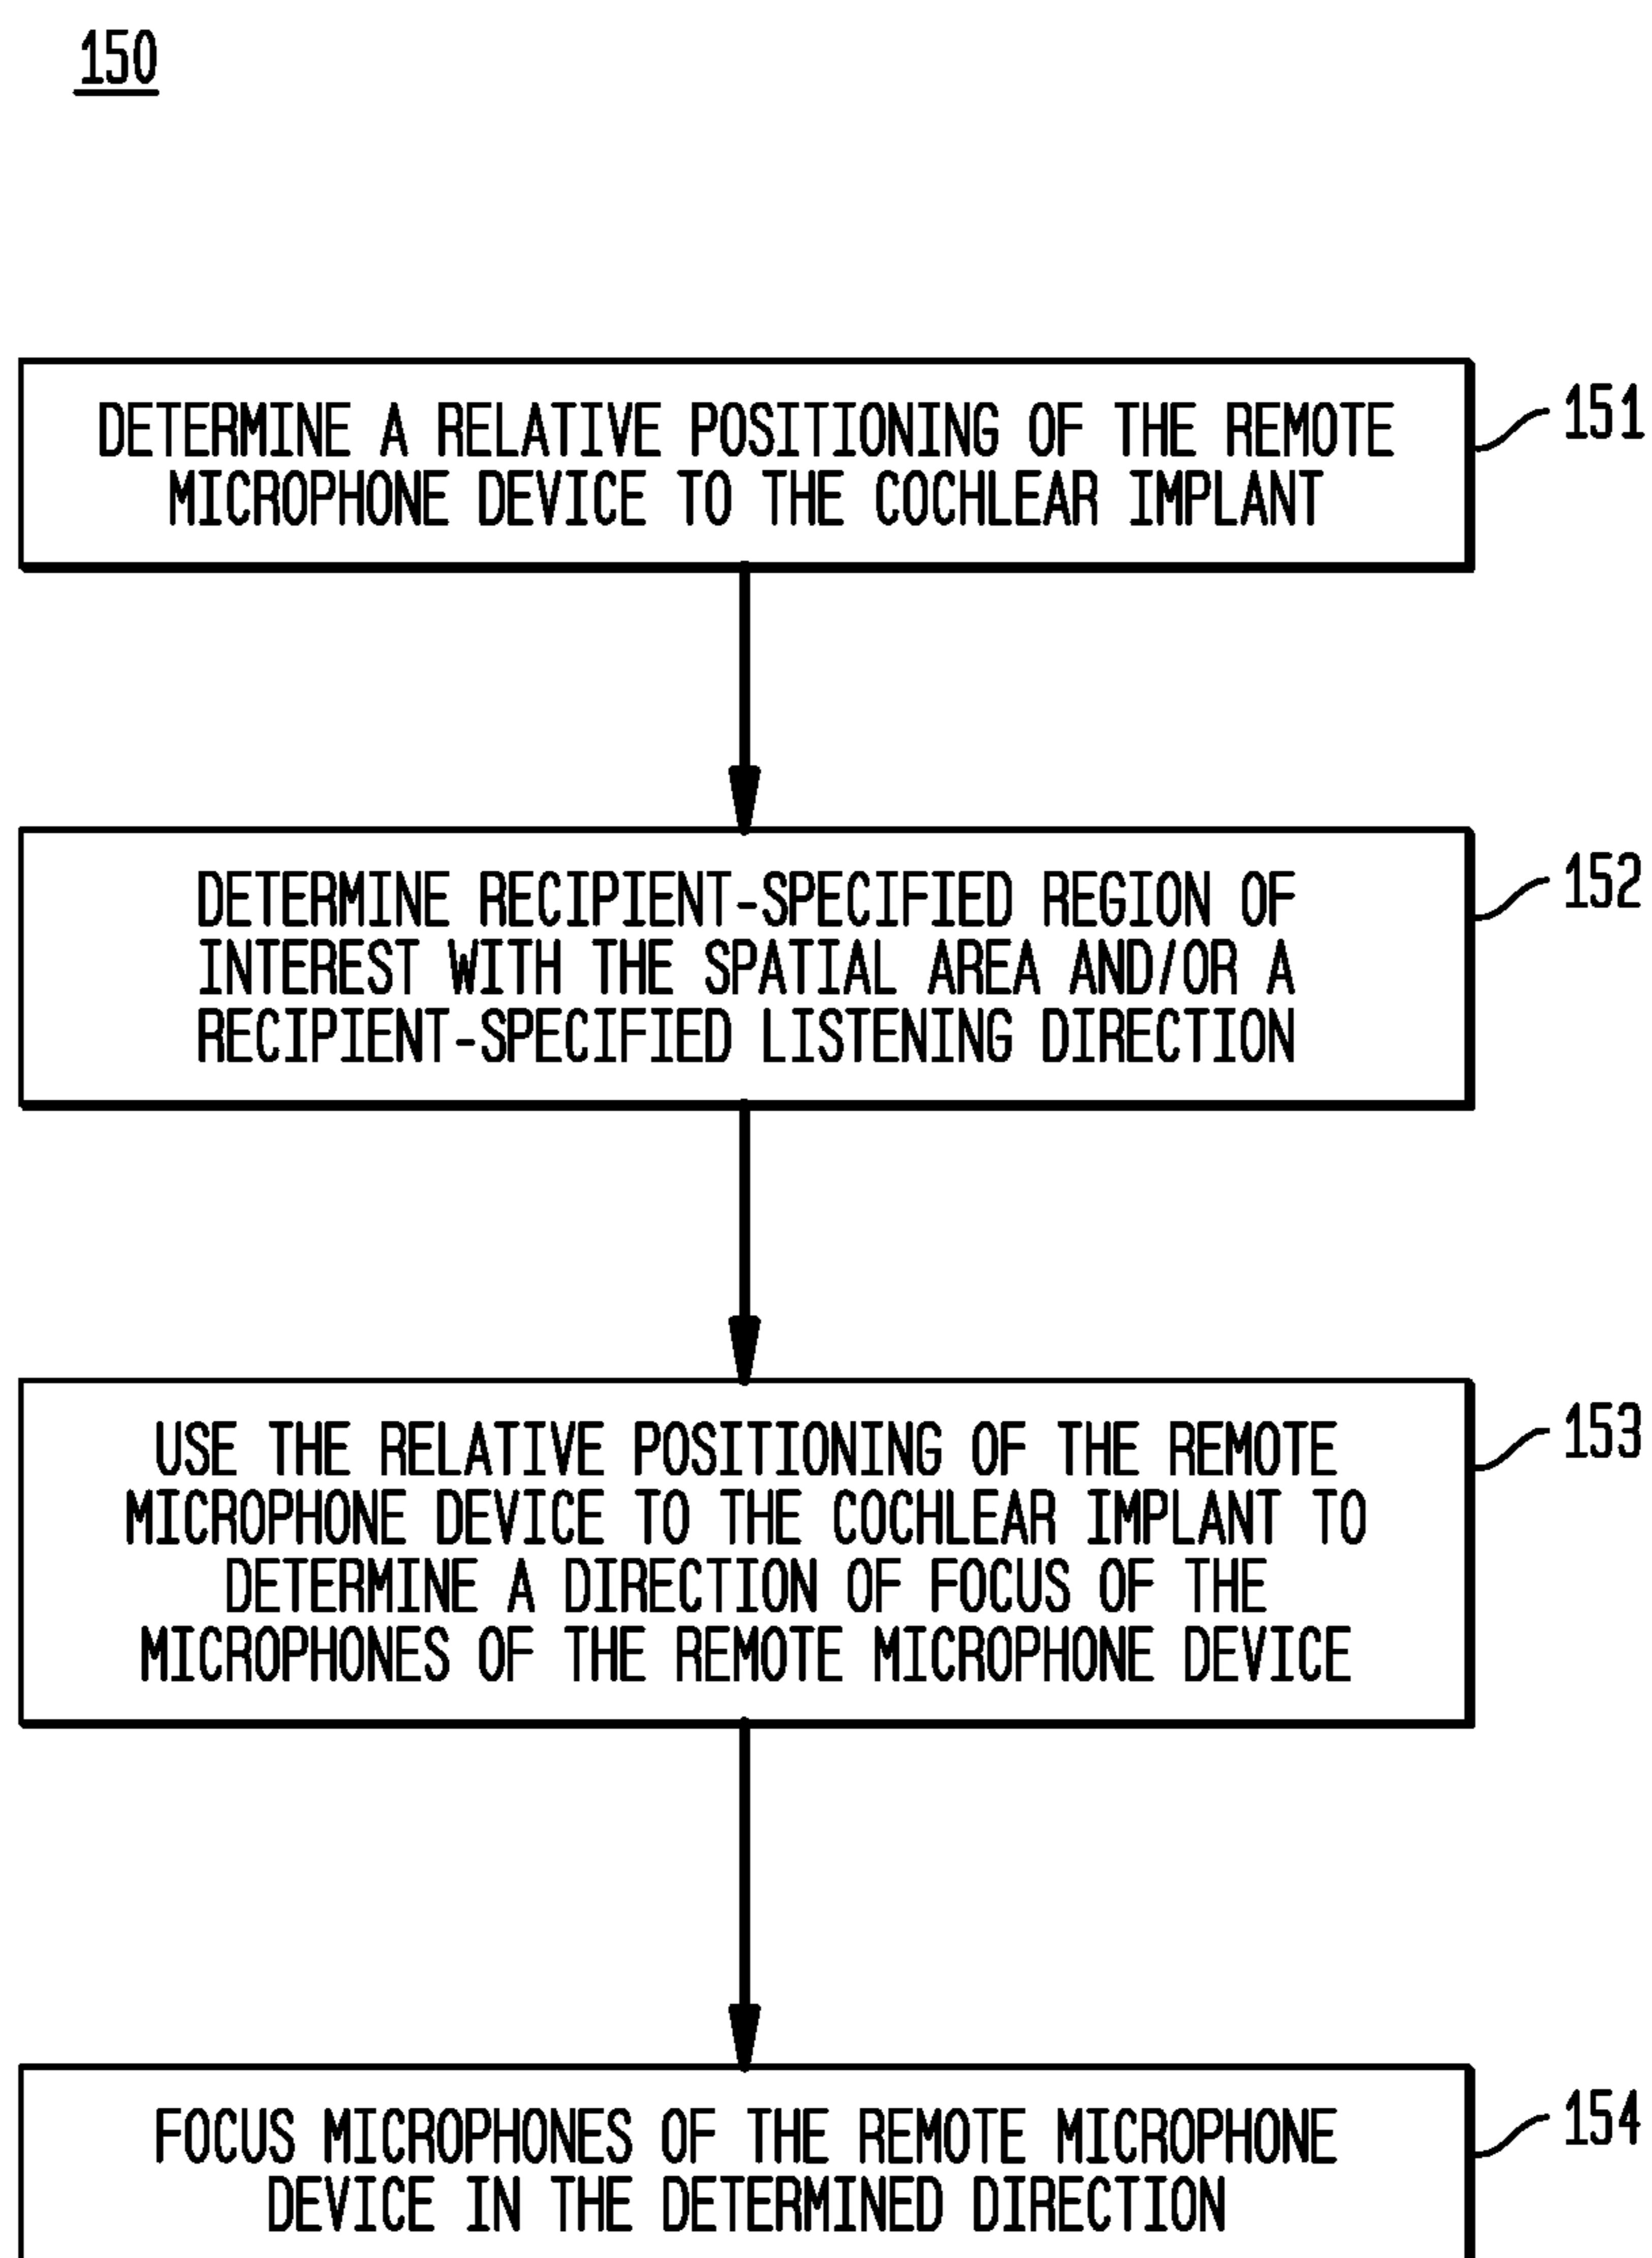 150
DETERMINE A RELATIVE POSITIONING OF THE REMOTE
MICROPHONE DEVICE TO THE COCHLEAR IMPLANT
151
DETERMINE RECIPIENT-SPECIFIED REGION OF
INTEREST WITH THE SPATIAL AREA AND/OR A
RECIPIENT-SPECIFIED LISTENING DIRECTION
152
USE THE RELATIVE POSITIONING OF THE REMOTE
MICROPHONE DEVICE TO THE COCHLEAR IMPLANT TO
DETERMINE A DIRECTION OF FOCUS OF THE
MICROPHONES OF THE REMOTE MICROPHONE DEVICE
153
FOCUS MICROPHONES OF THE REMOTE MICROPHONE
DEVICE IN THE DETERMINED DIRECTION
154